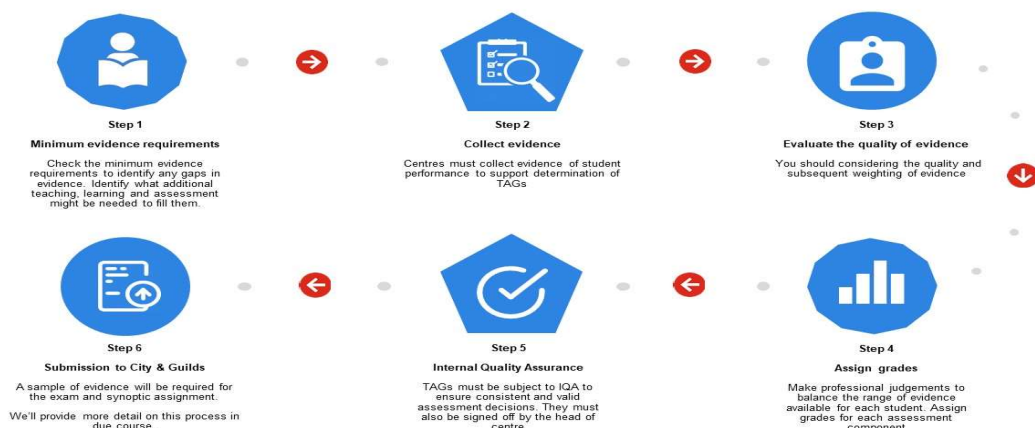 Step 1
Minimum evidence requirements
Check the minimum evidence
requirements to identify any gaps in
evidence. Identify what additional
teaching, learning and assessment
might be needed to fill them.
Step 2
Collect evidence
Centres must collect evidence of student
performance to support determination of
TAGs
Step 3
Evaluate the quality of evidence
You should considering the quality and
subsequent weighting of evidence
Step 4
Assign grades
Make professional judgements to
balance the range of evidence
available for each student. Assign
grades for each assessment
component
Step 5
Internal Quality Assurance
TAGs must be subject to IQA to
ensure consistent and valid
assessment decisions. They must
also be signed off by the head of
centre
Step 6
Submission to City & Guilds
A sample of evidence will be required for
the exam and synoptic assignment.
We'll provide more detail on this process in
due course